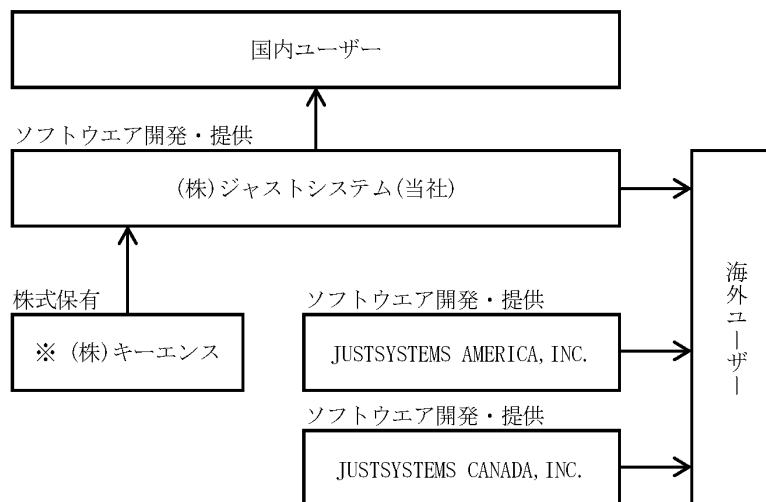 国内ユーザー
ソフトウエア開発・提供
(株)ジャストシステム(当社)
株式保有
※ (株)キーエンス
ソフトウエア開発・提供
JUSTSYSTEMS AMERICA, INC.
ソフトウエア開発・提供
JUSTSYSTEMS CANADA, INC.
海外ユーザー